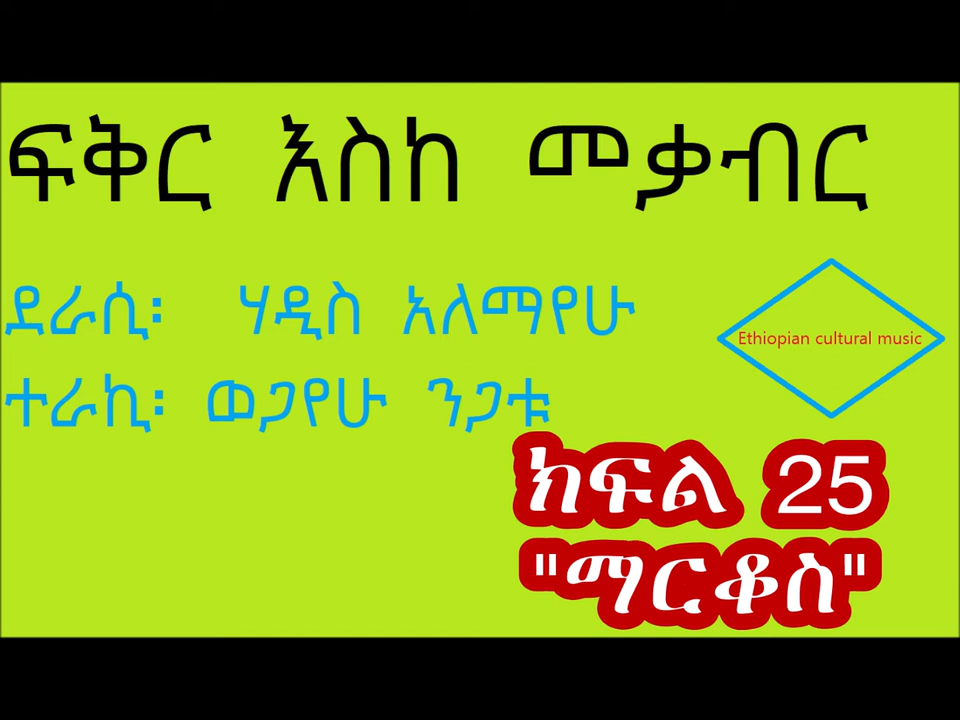 ፍቅር እስከ መቃብር
ደራሲ፡ ሃዲስ አለማየሁ
Ethiopian cultural music
ተራኪ፡ ወጋየሁ ንጋቱ
ክፍል 25
"ማርቆስ"